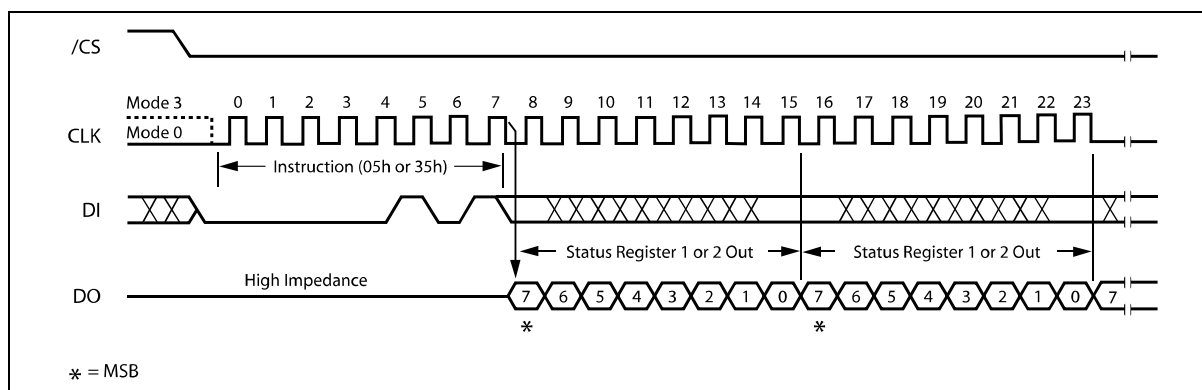 /CS
Mode 3
0 1 2 3 4 5 6 7 8 9 10 11 12 13 14 15 16 17 18 19 20 21 22 23
CLK
Mode 0
Instruction (05h or 35h)
DI
Status Register 1 or 2 Out Status Register 1 or 2 Out
High Impedance
DO
7 6 5 4 3 2 1 0 7 6 5 4 3 2 1 0 7
* *
* = MSB